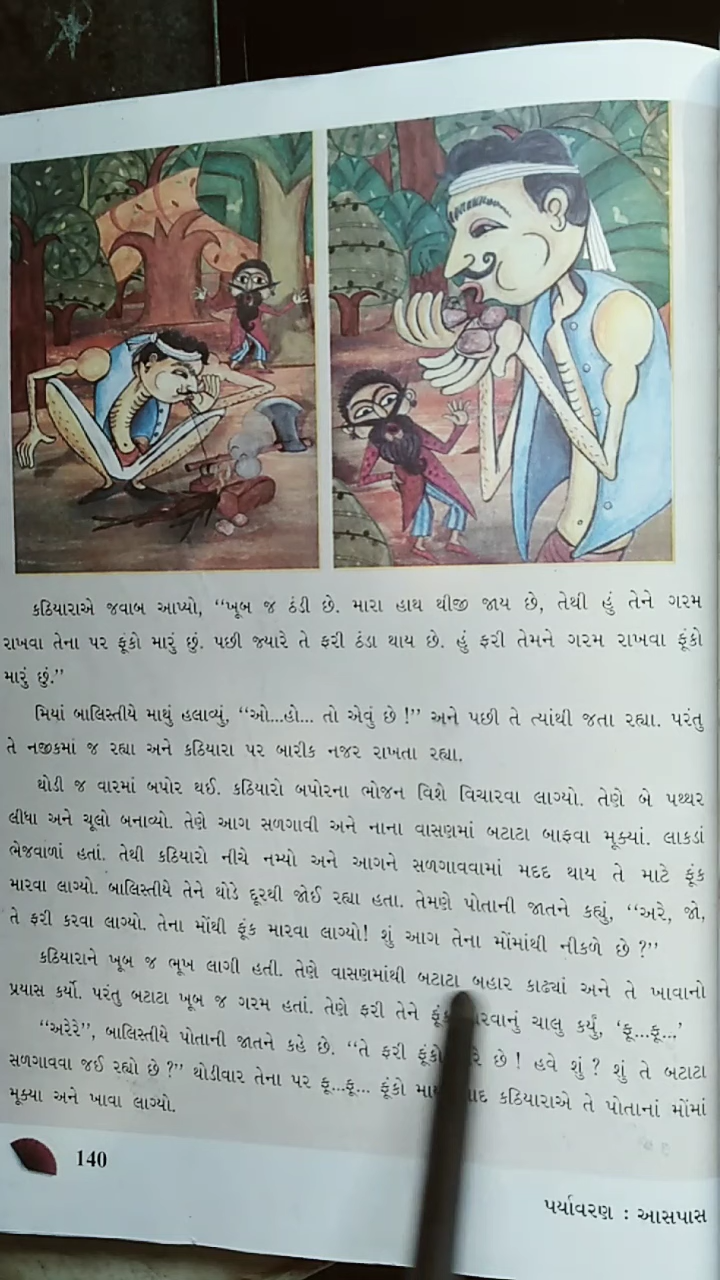 કઠિયારાએ જવાબ આપ્યો, “ખૂબ જ ઠંડી છે. મારા હાથ થીજી જાય છે, તેથી હું તેને ગરમ
રાખવા તેના પર ફૂંકો મારું છું. પછી જ્યારે તે ફરી ઠંડા થાય છે. હું ફરી તેમને ગરમ રાખવા ફૂંકો
મારું છું.”
મિયાં બાલિસ્તીયે માથું હલાવ્યું, “ઓ...હો... તો એવું છે !” અને પછી તે ત્યાંથી જતા રહ્યા. પરંતુ
તે નજીકમાં જ રહ્યા અને કઠિયારા પર બારીક નજર રાખતા રહ્યા.
થોડી જ વારમાં બપોર થઈ. કઠિયારો બપોરના ભોજન વિશે વિચારવા લાગ્યો. તેણે બે પથ્થર
લીધા અને ચૂલો બનાવ્યો. તેણે આગ સળગાવી અને નાના વાસણમાં બટાટા બાફવા મૂક્યાં. લાકડાં
ભેજવાળાં હતાં. તેથી કઠિયારો નીચે નમ્યો અને આગને સળગાવવામાં મદદ થાય તે માટે ફૂંક
મારવા લાગ્યો. બાલિસ્તીયે તેને થોડે દૂરથી જોઈ રહ્યા હતા. તેમણે પોતાની જાતને કહ્યું, “અરે, જો,
તે ફરી કરવા લાગ્યો. તેના મોંથી ફૂંક મારવા લાગ્યો! શું આગ તેના મોંમાંથી નીકળે છે ?”
કઠિયારાને ખૂબ જ ભૂખ લાગી હતી. તેણે વાસણમાંથી બટાટા બહાર કાઢ્યાં અને તે ખાવાનો
પ્રયાસ કર્યો. પરંતુ બટાટા ખૂબ જ ગરમ હતાં. તેણે ફરી તેને ચાલુ કર્યું, ‘ફૂ...ફૂ...’
“અરેરે”, બાલિસ્તીયે પોતાની જાતને કહે છે. “તે ફરી ફૂંકો છે ! હવે શું ? શું તે બટાટા
સળગાવવા જઈ રહ્યો છે ?” થોડીવાર તેના પર ફૂ...ફૂ... ફૂંકો કઠિયારાએ તે પોતાનાં મોંમાં
મૂક્યા અને ખાવા લાગ્યો.
140
પર્યાવરણ : આસપાસ